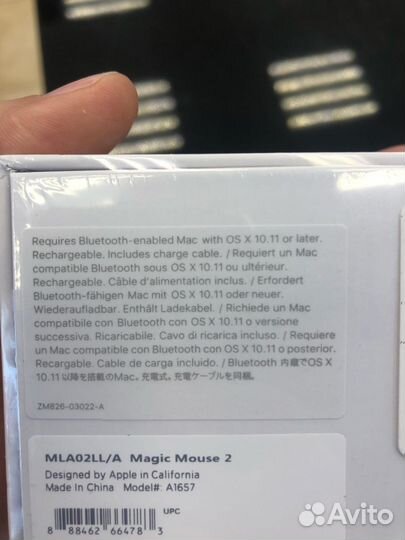 Requires Bluetooth-enabled Mac with OS X 10.11 or later.
Rechargeable. Includes charge cable. / Requiert un Mac
compatible Bluetooth sous OS X 10.11 ou ultérieur.
Rechargeable. Câble d'alimentation inclus. / Erfordert
Bluetooth-fähigen Mac mit OS X 10.11 oder neuer.
Wiederaufladbar. Enthält Ladekabel. / Richiede un Mac
compatibile con Bluetooth con OS X 10.11 o versione
successiva. Ricaricabile. Cavo di ricarica incluso. / Requiere
un Mac compatible con Bluetooth con OS X 10.11 o posterior.
Recargable. Cable de carga incluido. / Bluetooth 内蔵でOS X
10.11 以降を搭載のMac。充電式。充電ケーブルを同梱。
ZM826-03022-A
MLA02LL/A Magic Mouse 2
Designed by Apple in California
Made In China Model#: A1657
UPC
8 88462 66478 3
Avito